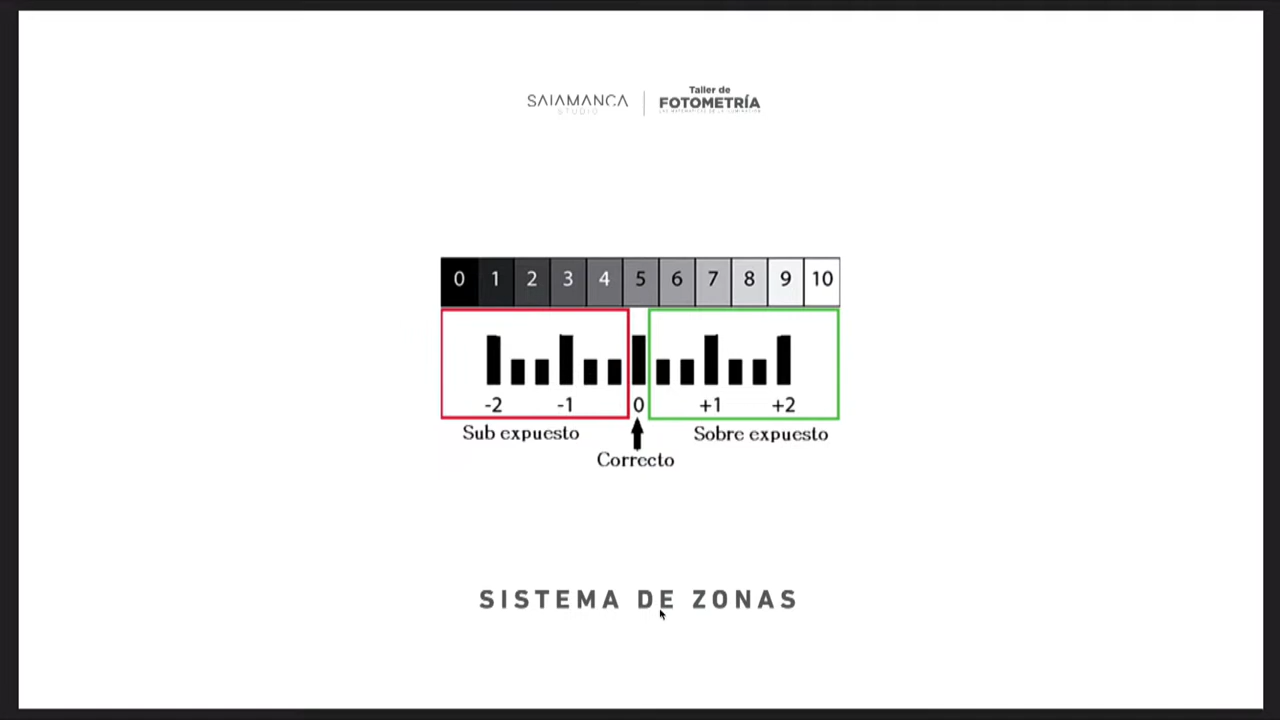 SALAMANCA
STUDIO
Taller de
FOTOMETRÍA
0 1 2 3 4 5 6 7 8 9 10
-2 -1 0 +1 +2
Sub expuesto
Sobre expuesto
Correcto
SISTEMA DE ZONAS